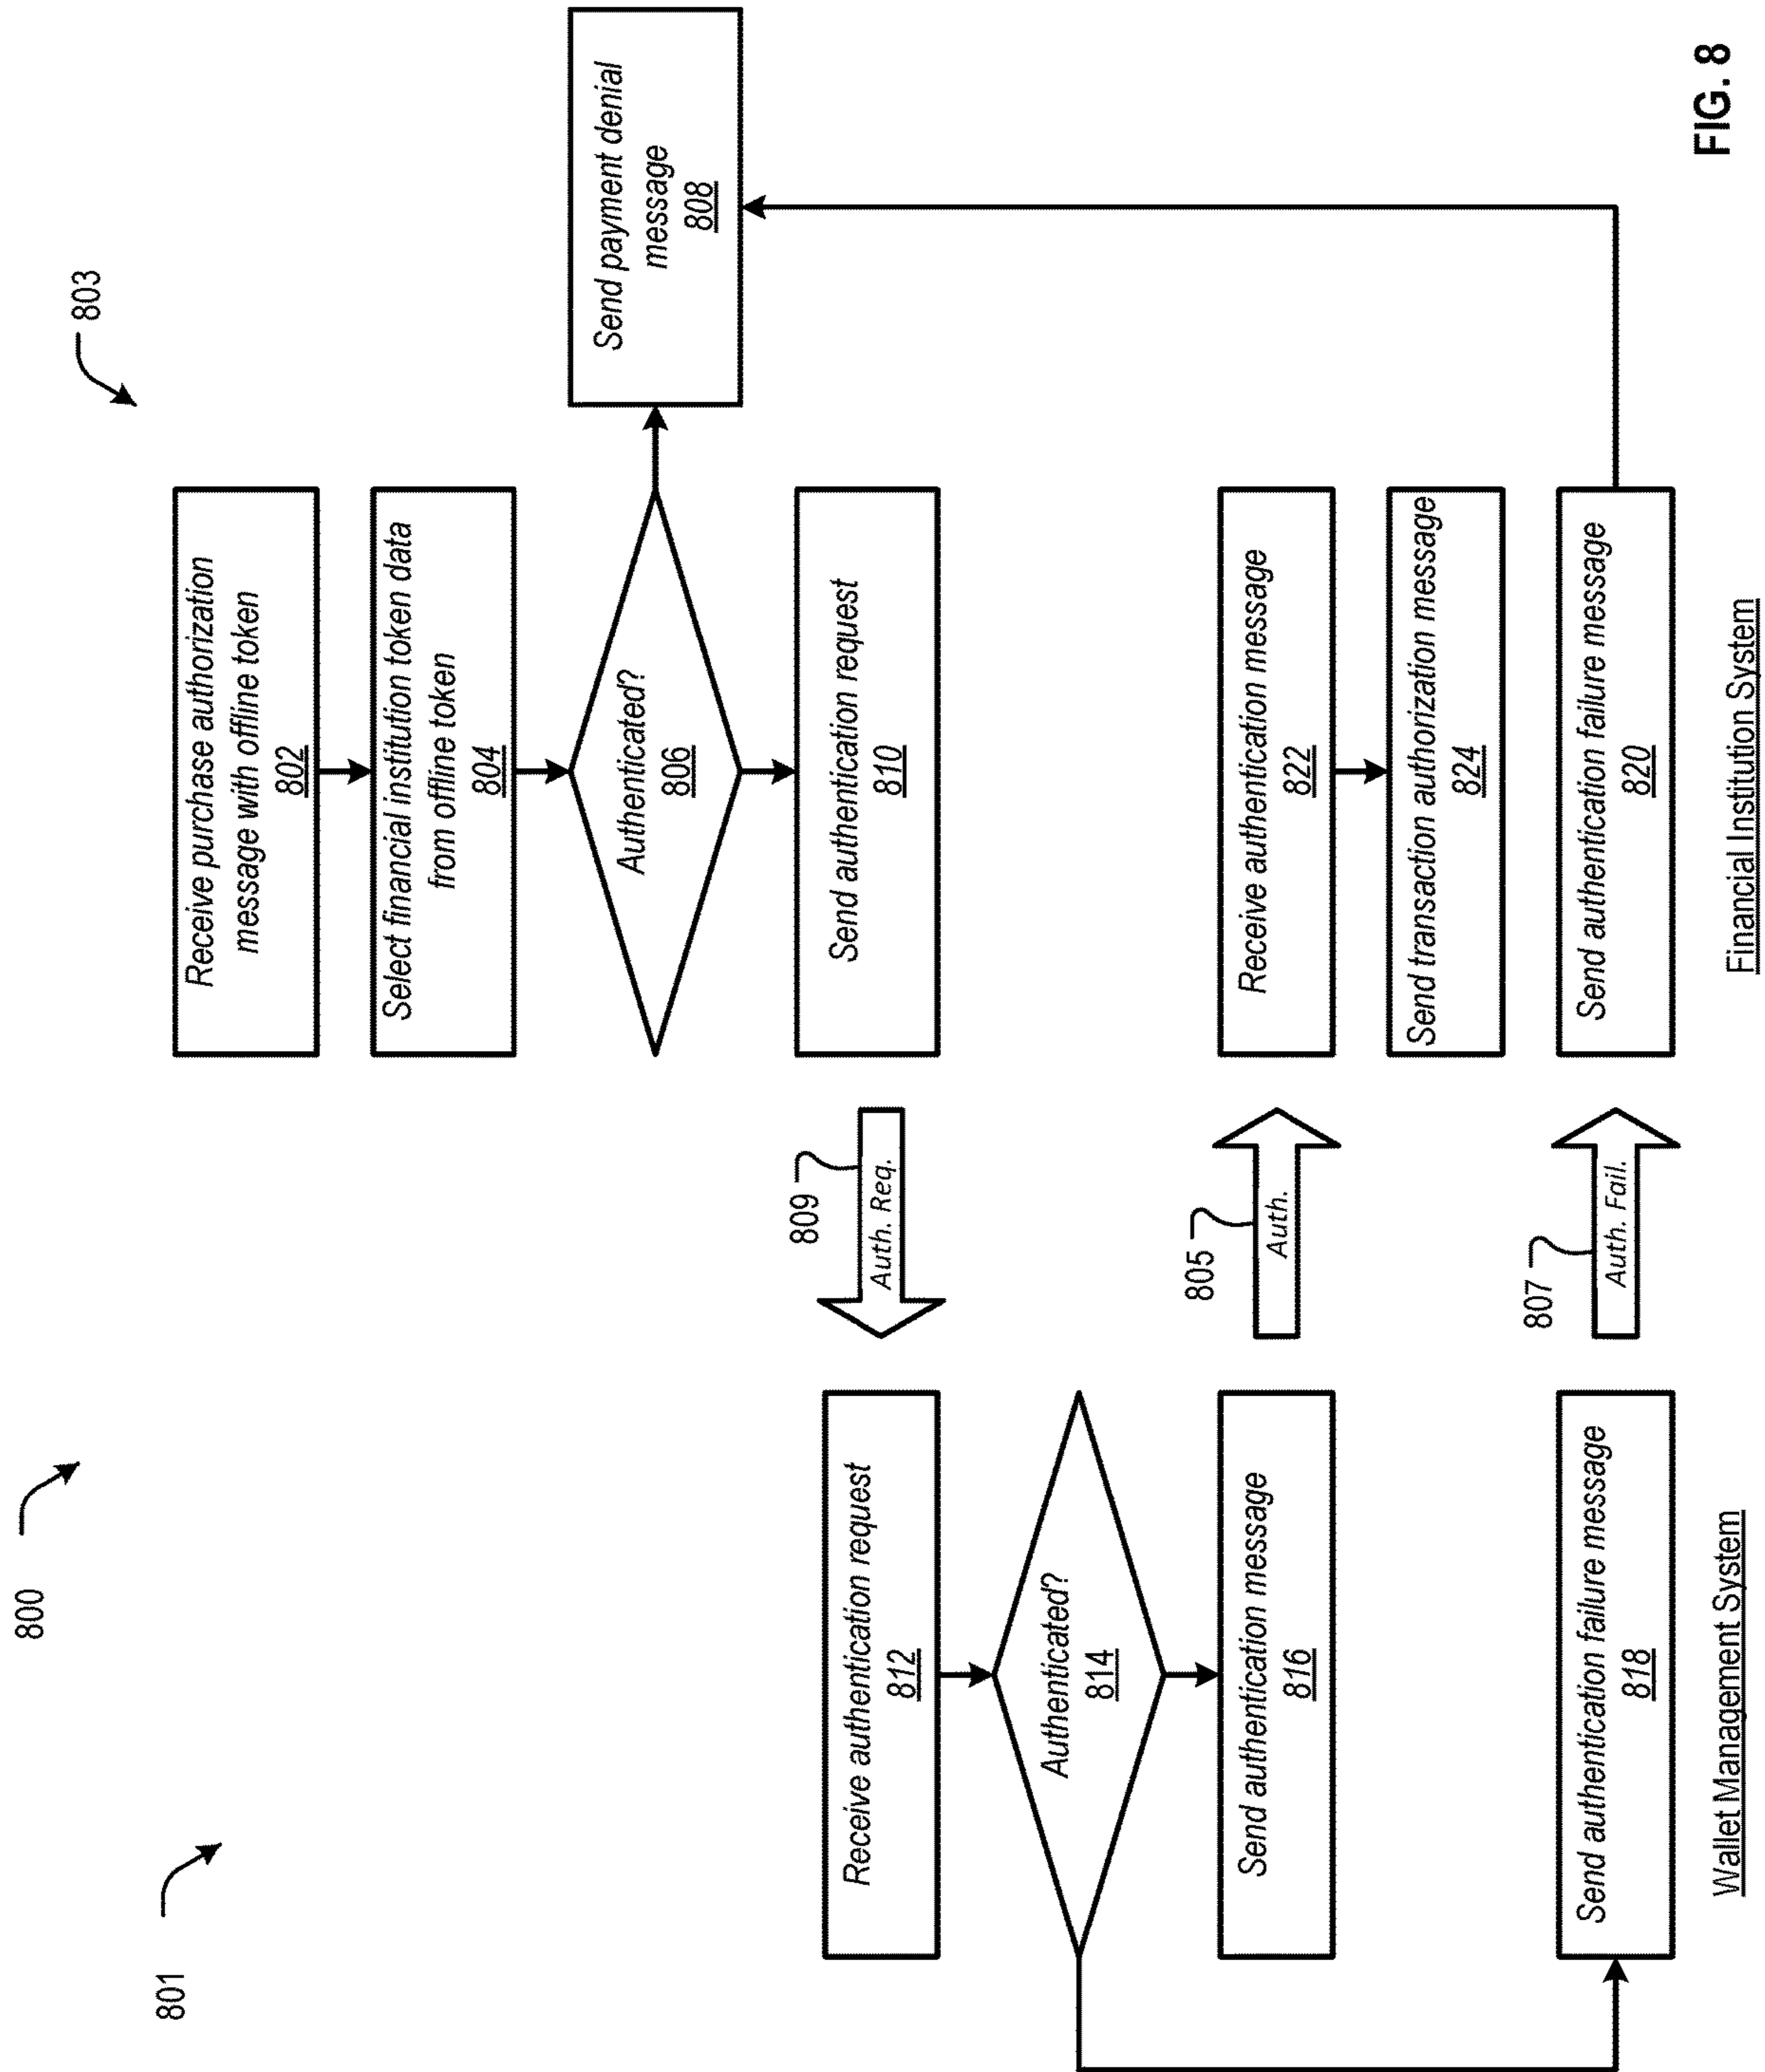 800
801
803
Receive purchase authorization
message with offline token
802
Select financial institution token data
from offline token
804
Authenticated?
806
Send payment denial
message
808
Send authentication request
810
809
Auth. Req.
Receive authentication request
812
Authenticated?
814
Send authentication message
816
805
Auth.
Receive authentication message
822
Send transaction authorization message
824
Send authentication failure message
818
807
Auth. Fail.
Send authentication failure message
820
Wallet Management System
Financial Institution System
FIG. 8